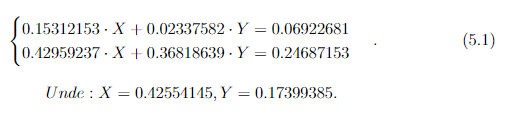 0.15312153 · X + 0.02337582 · Y = 0.06922681
0.42959237 · X + 0.36818639 · Y = 0.24687153
. (5.1)
Unde : X = 0.42554145, Y = 0.17399385.